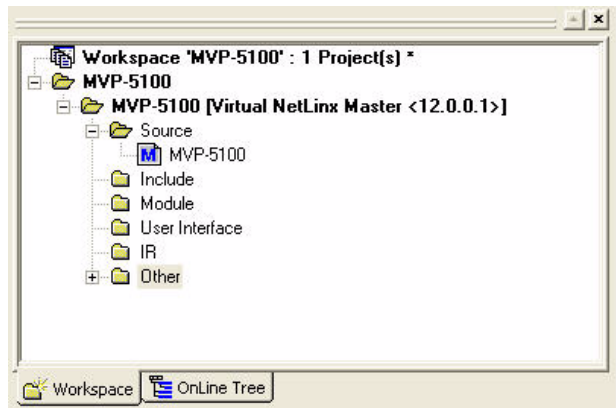 Workspace 'MVP-5100' : 1 Project(s) *
MVP-5100
MVP-5100 [Virtual NetLinx Master <12.0.0.1>]
Source
M MVP-5100
Include
Module
User Interface
IR
Other
Workspace OnLine Tree